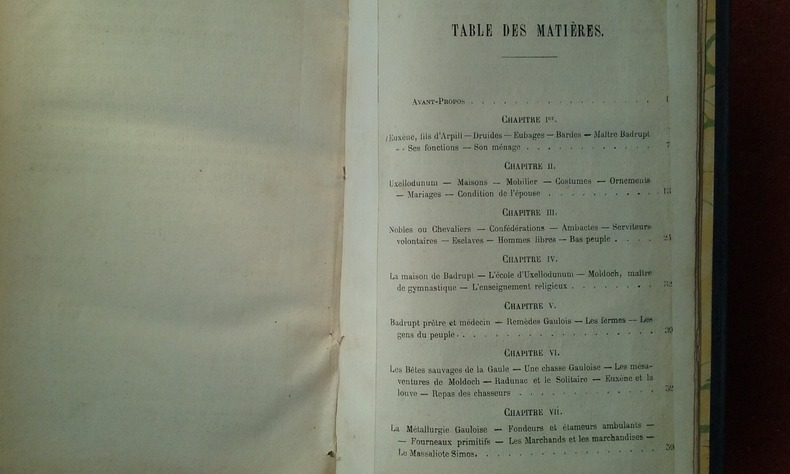 TABLE DES MATIÈRES.
AVANT-PROPOS . . . . . . . . . . . . . . . 1
CHAPITRE Ier.
Euxène, fils d'Arpill — Druides — Eubages — Bardes — Maître Badrupt
— Ses fonctions — Son ménage . . . . . . . . . . 7
CHAPITRE II.
Uxellodunum — Maisons — Mobilier — Costumes — Ornements
— Mariages — Condition de l'épouse . . . . . . . . . . 13
CHAPITRE III.
Nobles ou Chevaliers — Confédérations — Ambactes — Serviteurs
volontaires — Esclaves — Hommes libres — Bas peuple . . . . 24
CHAPITRE IV.
La maison de Badrupt — L'école d'Uxellodunum — Moldoch, maître
de gymnastique — L'enseignement religieux . . . . . . . . 32
CHAPITRE V.
Badrupt prêtre et médecin — Remèdes Gaulois — Les fermes — Les
gens du peuple . . . . . . . . . . . . . . . . . . 39
CHAPITRE VI.
Les Bêtes sauvages de la Gaule — Une chasse Gauloise — Les mésa-
ventures de Moldoch — Radunac et le Solitaire — Euxène et la
louve — Repas des chasseurs . . . . . . . . . . . . 52
CHAPITRE VII.
La Métallurgie Gauloise — Fondeurs et étameurs ambulants —
— Fourneaux primitifs — Les Marchands et les marchandises —
Le Massaliote Simos. . . . . . . . . . . . . . . . 59